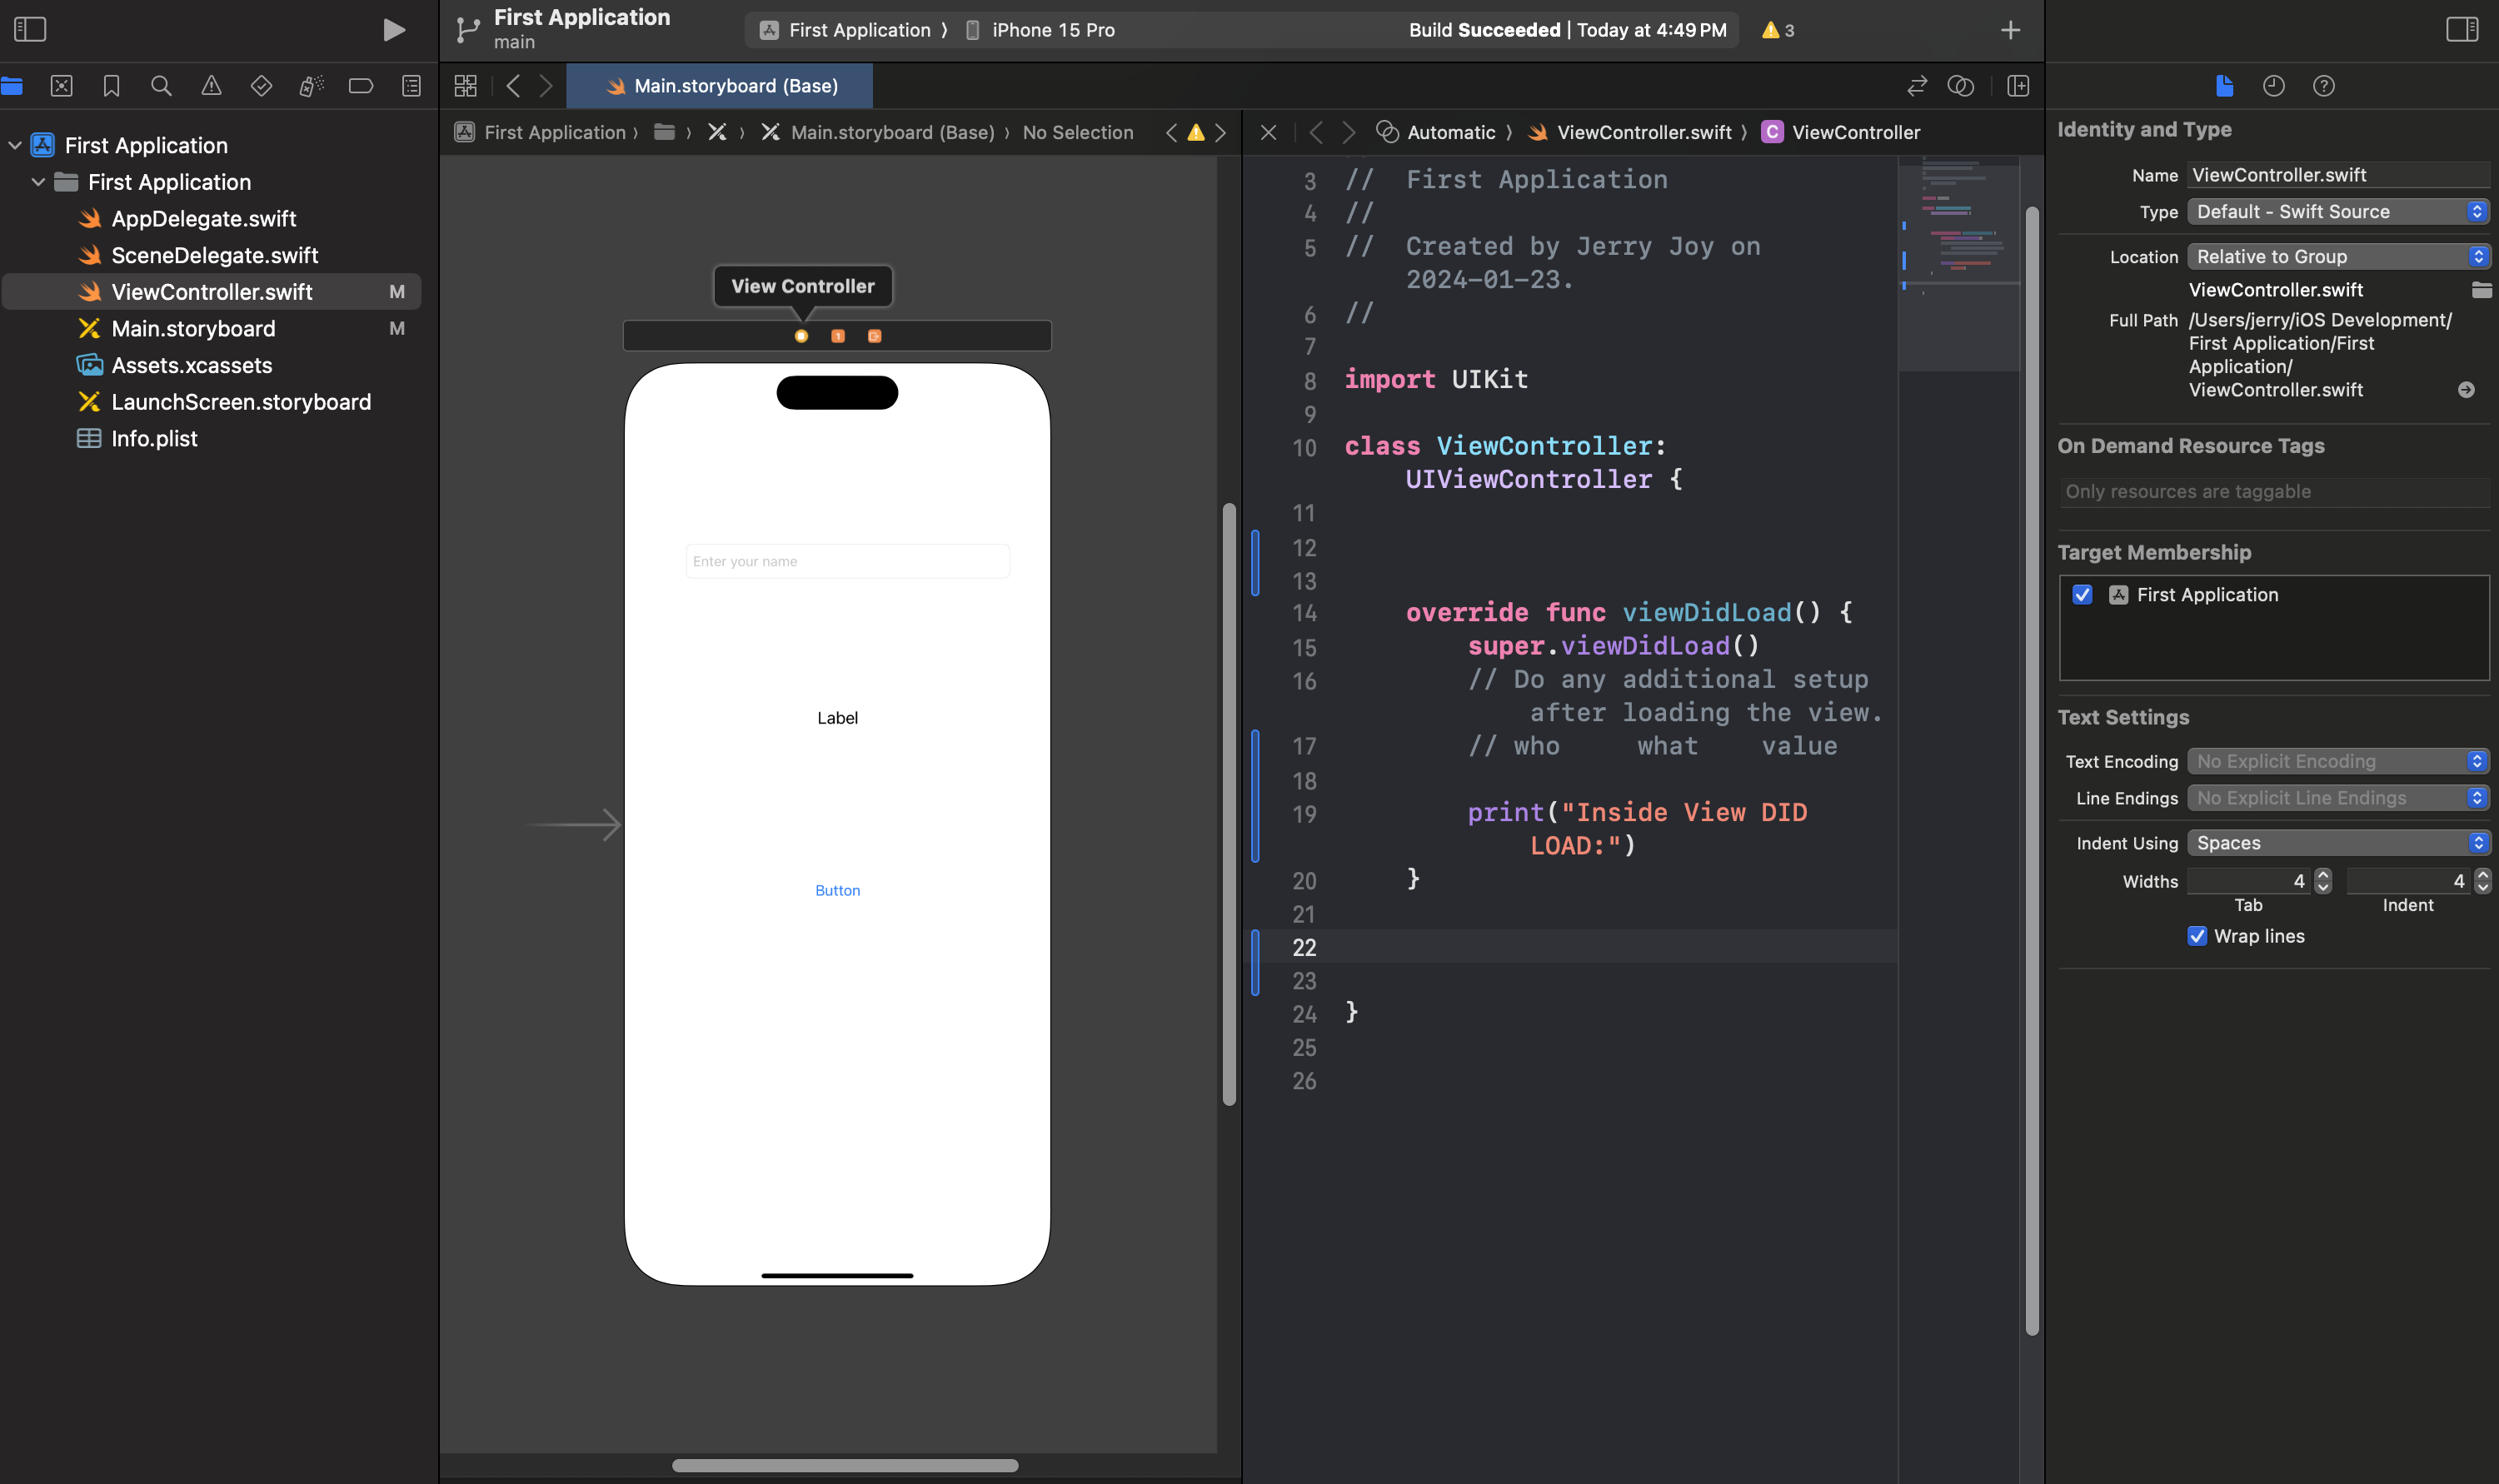 First Application
main
First Application
iPhone 15 Pro
Build Succeeded | Today at 4:49 PM
3
Main.storyboard (Base)
First Application
Main.storyboard (Base)
No Selection
Automatic
ViewController.swift
C
ViewController
First Application
First Application
AppDelegate.swift
SceneDelegate.swift
ViewController.swift M
Main.storyboard M
Assets.xcassets
LaunchScreen.storyboard
Info.plist
View Controller
1
Enter your name
Label
Button
3 //  First Application
4 //
5 //  Created by Jerry Joy on
2024-01-23.
6 //
7
8 import UIKit
9
10 class ViewController:
UIViewController {
11
12
13
14 override func viewDidLoad() {
15 super.viewDidLoad()
16 // Do any additional setup
after loading the view.
17 // who     what    value
18
19 print("Inside View DID
LOAD:")
20 }
21
22
23
24 }
25
26
Identity and Type
Name ViewController.swift
Type Default - Swift Source
Location Relative to Group
ViewController.swift
Full Path /Users/jerry/iOS Development/
First Application/First
Application/
ViewController.swift
On Demand Resource Tags
Only resources are taggable
Target Membership
First Application
Text Settings
Text Encoding No Explicit Encoding
Line Endings No Explicit Line Endings
Indent Using Spaces
Widths 4 4
Tab Indent
Wrap lines